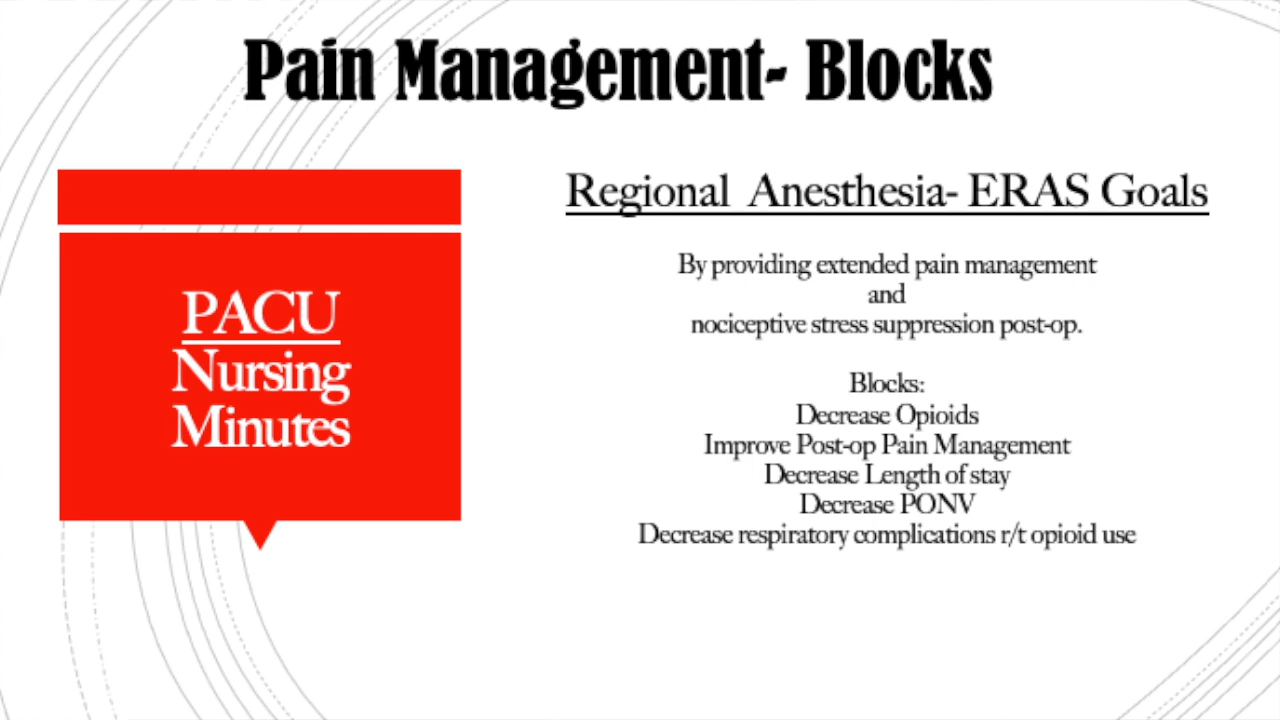 Pain Management- Blocks
PACU
Nursing
Minutes
Regional Anesthesia- ERAS Goals
By providing extended pain management
and
nociceptive stress suppression post-op.
Blocks:
Decrease Opioids
Improve Post-op Pain Management
Decrease Length of stay
Decrease PONV
Decrease respiratory complications r/t opioid use